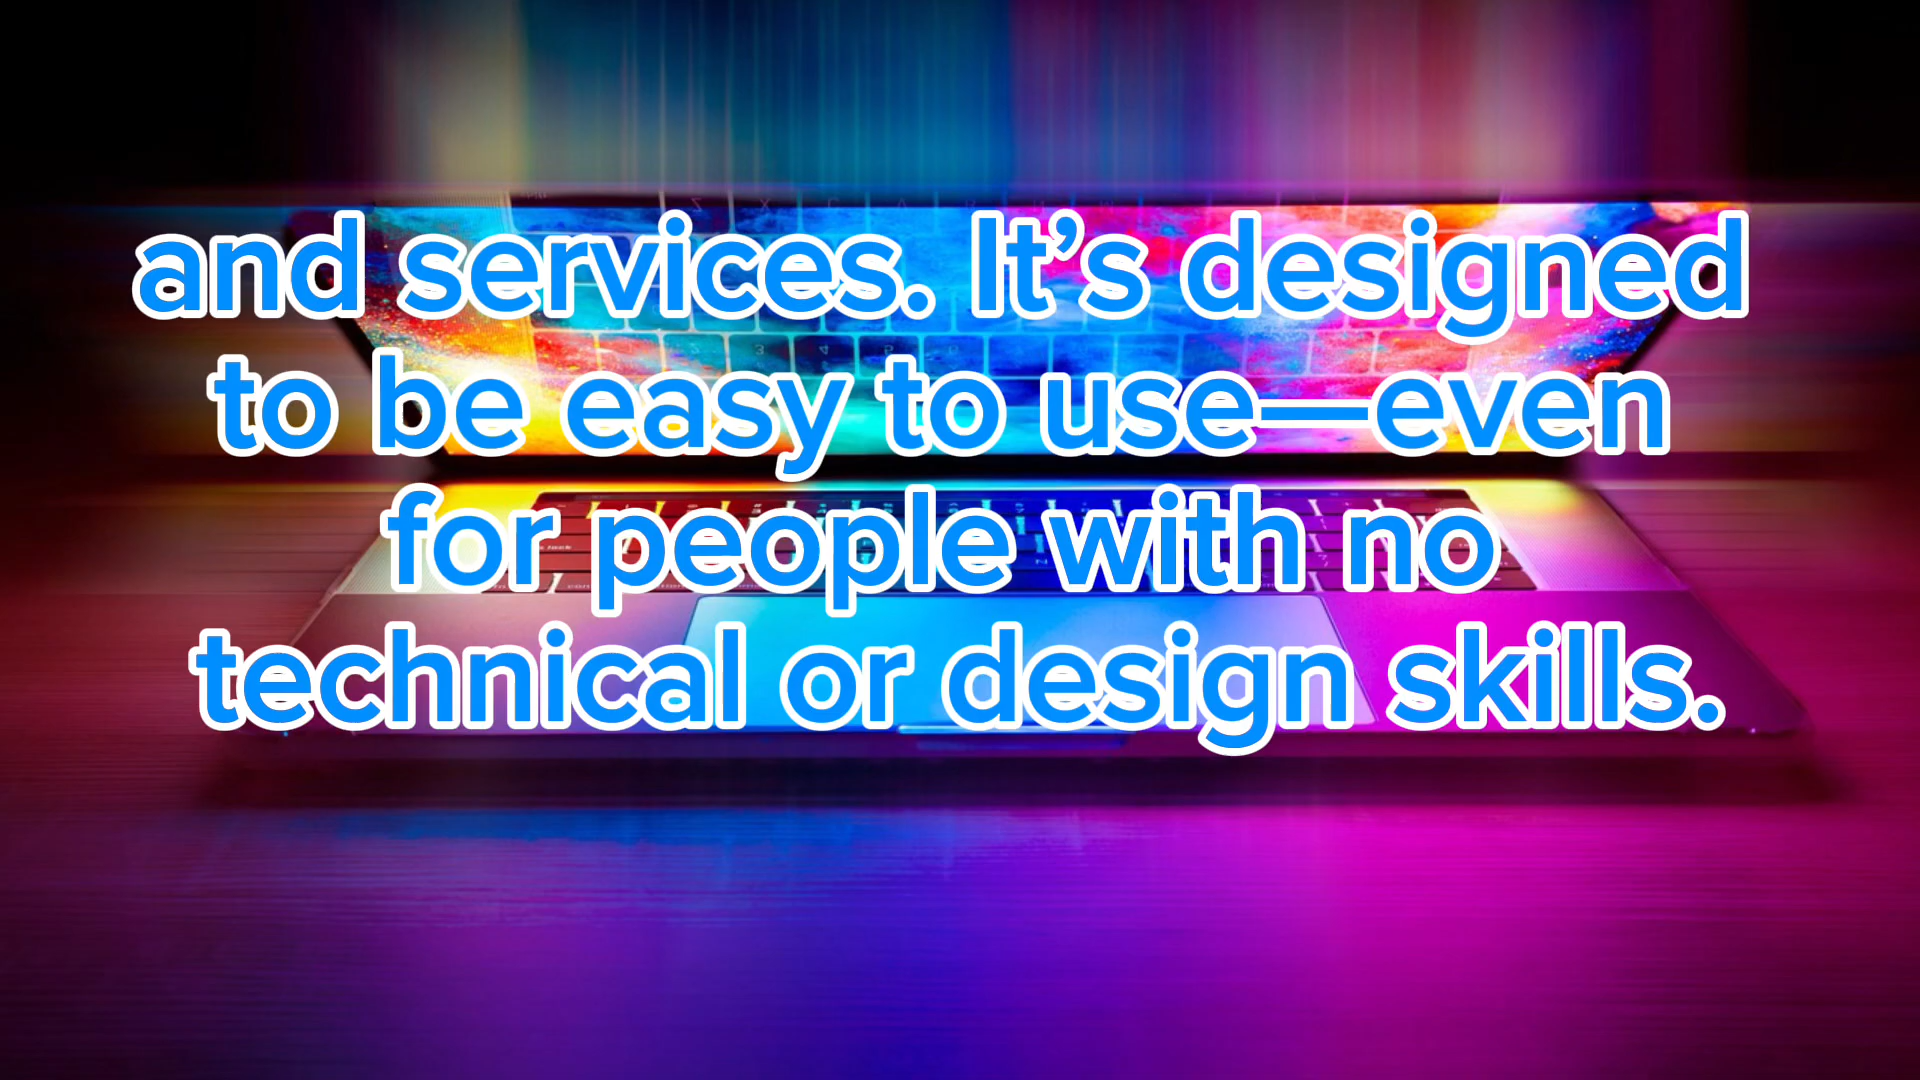 and services. It’s designed
to be easy to use—even
for people with no
technical or design skills.